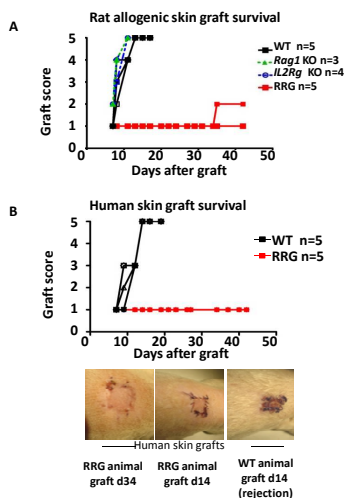 A
Rat allogenic skin graft survival
Graft score
5
4
3
2
1
0
0 10 20 30 40 50
Days after graft
WT n=5
Rag1 KO n=3
IL2Rg KO n=4
RRG n=5
B
Human skin graft survival
Graft score
5
4
3
2
1
0
0 10 20 30 40 50
Days after graft
WT n=5
RRG n=5
Human skin grafts
RRG animal
graft d34
RRG animal
graft d14
WT animal
graft d14
(rejection)